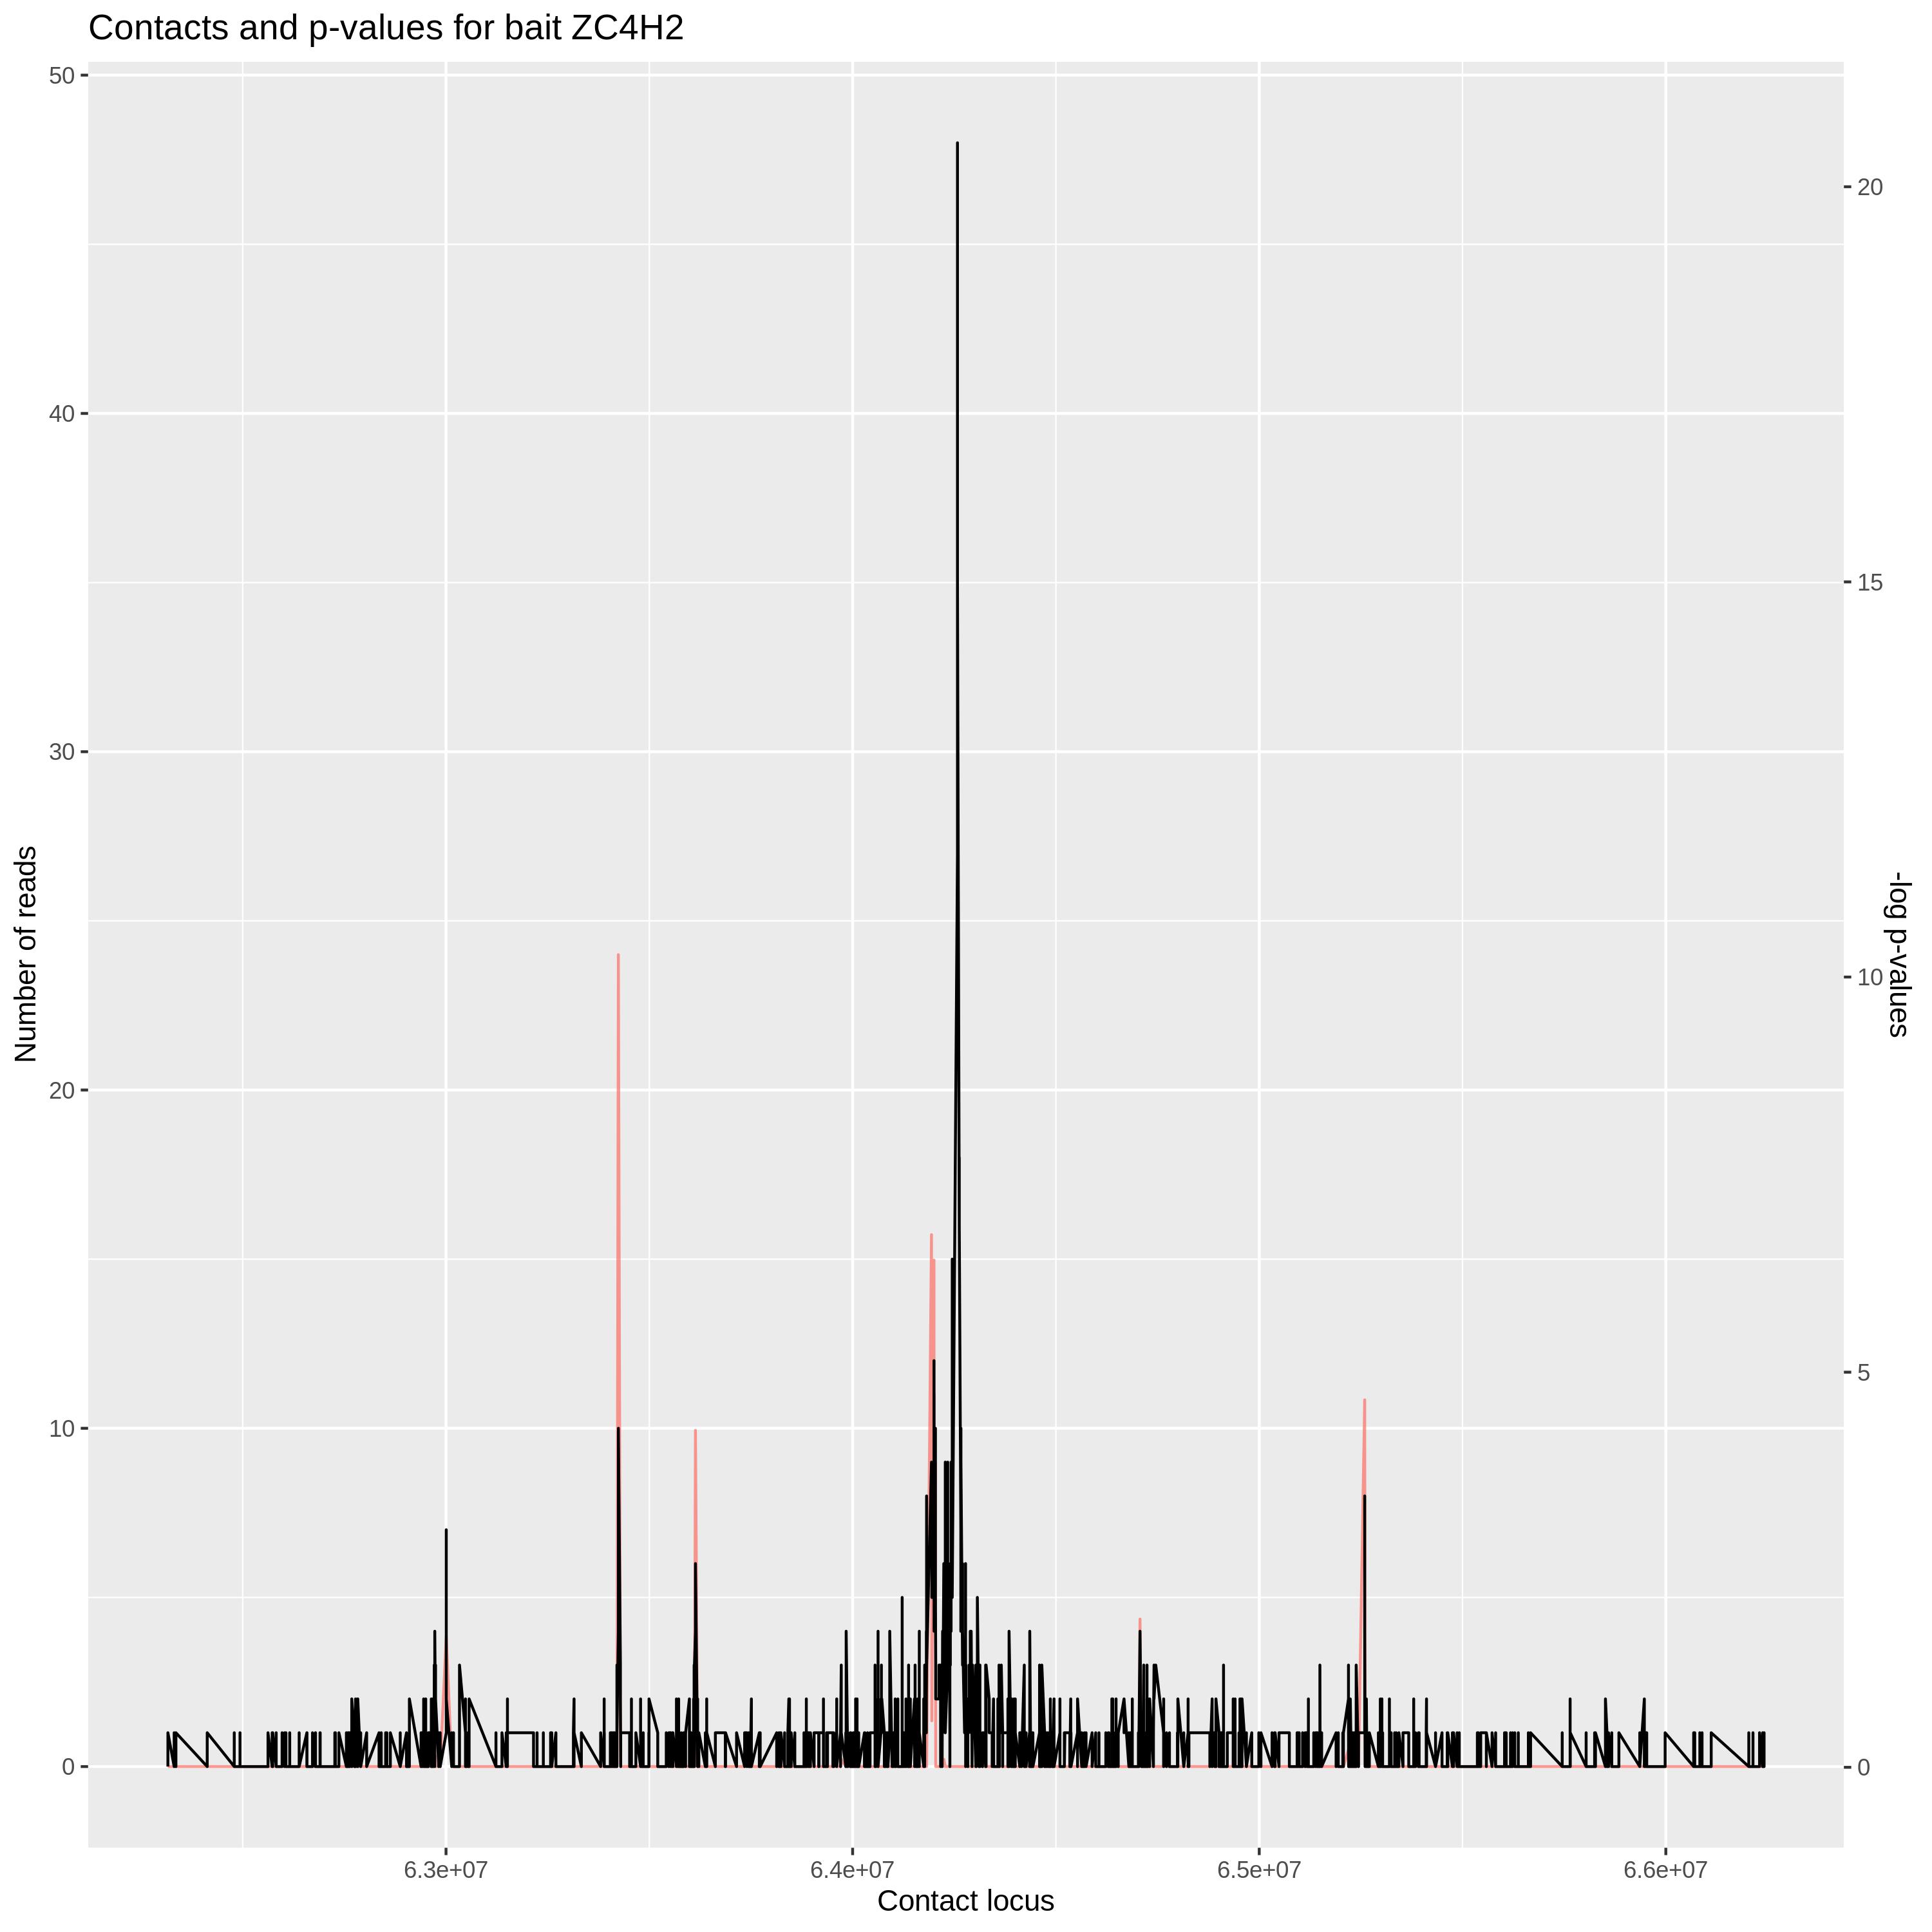 Contacts and p-values for bait ZC4H2
50
40
30
20
10
0
Number of reads
20
15
10
5
0
-log p-values
6.3e+07 6.4e+07 6.5e+07 6.6e+07
Contact locus